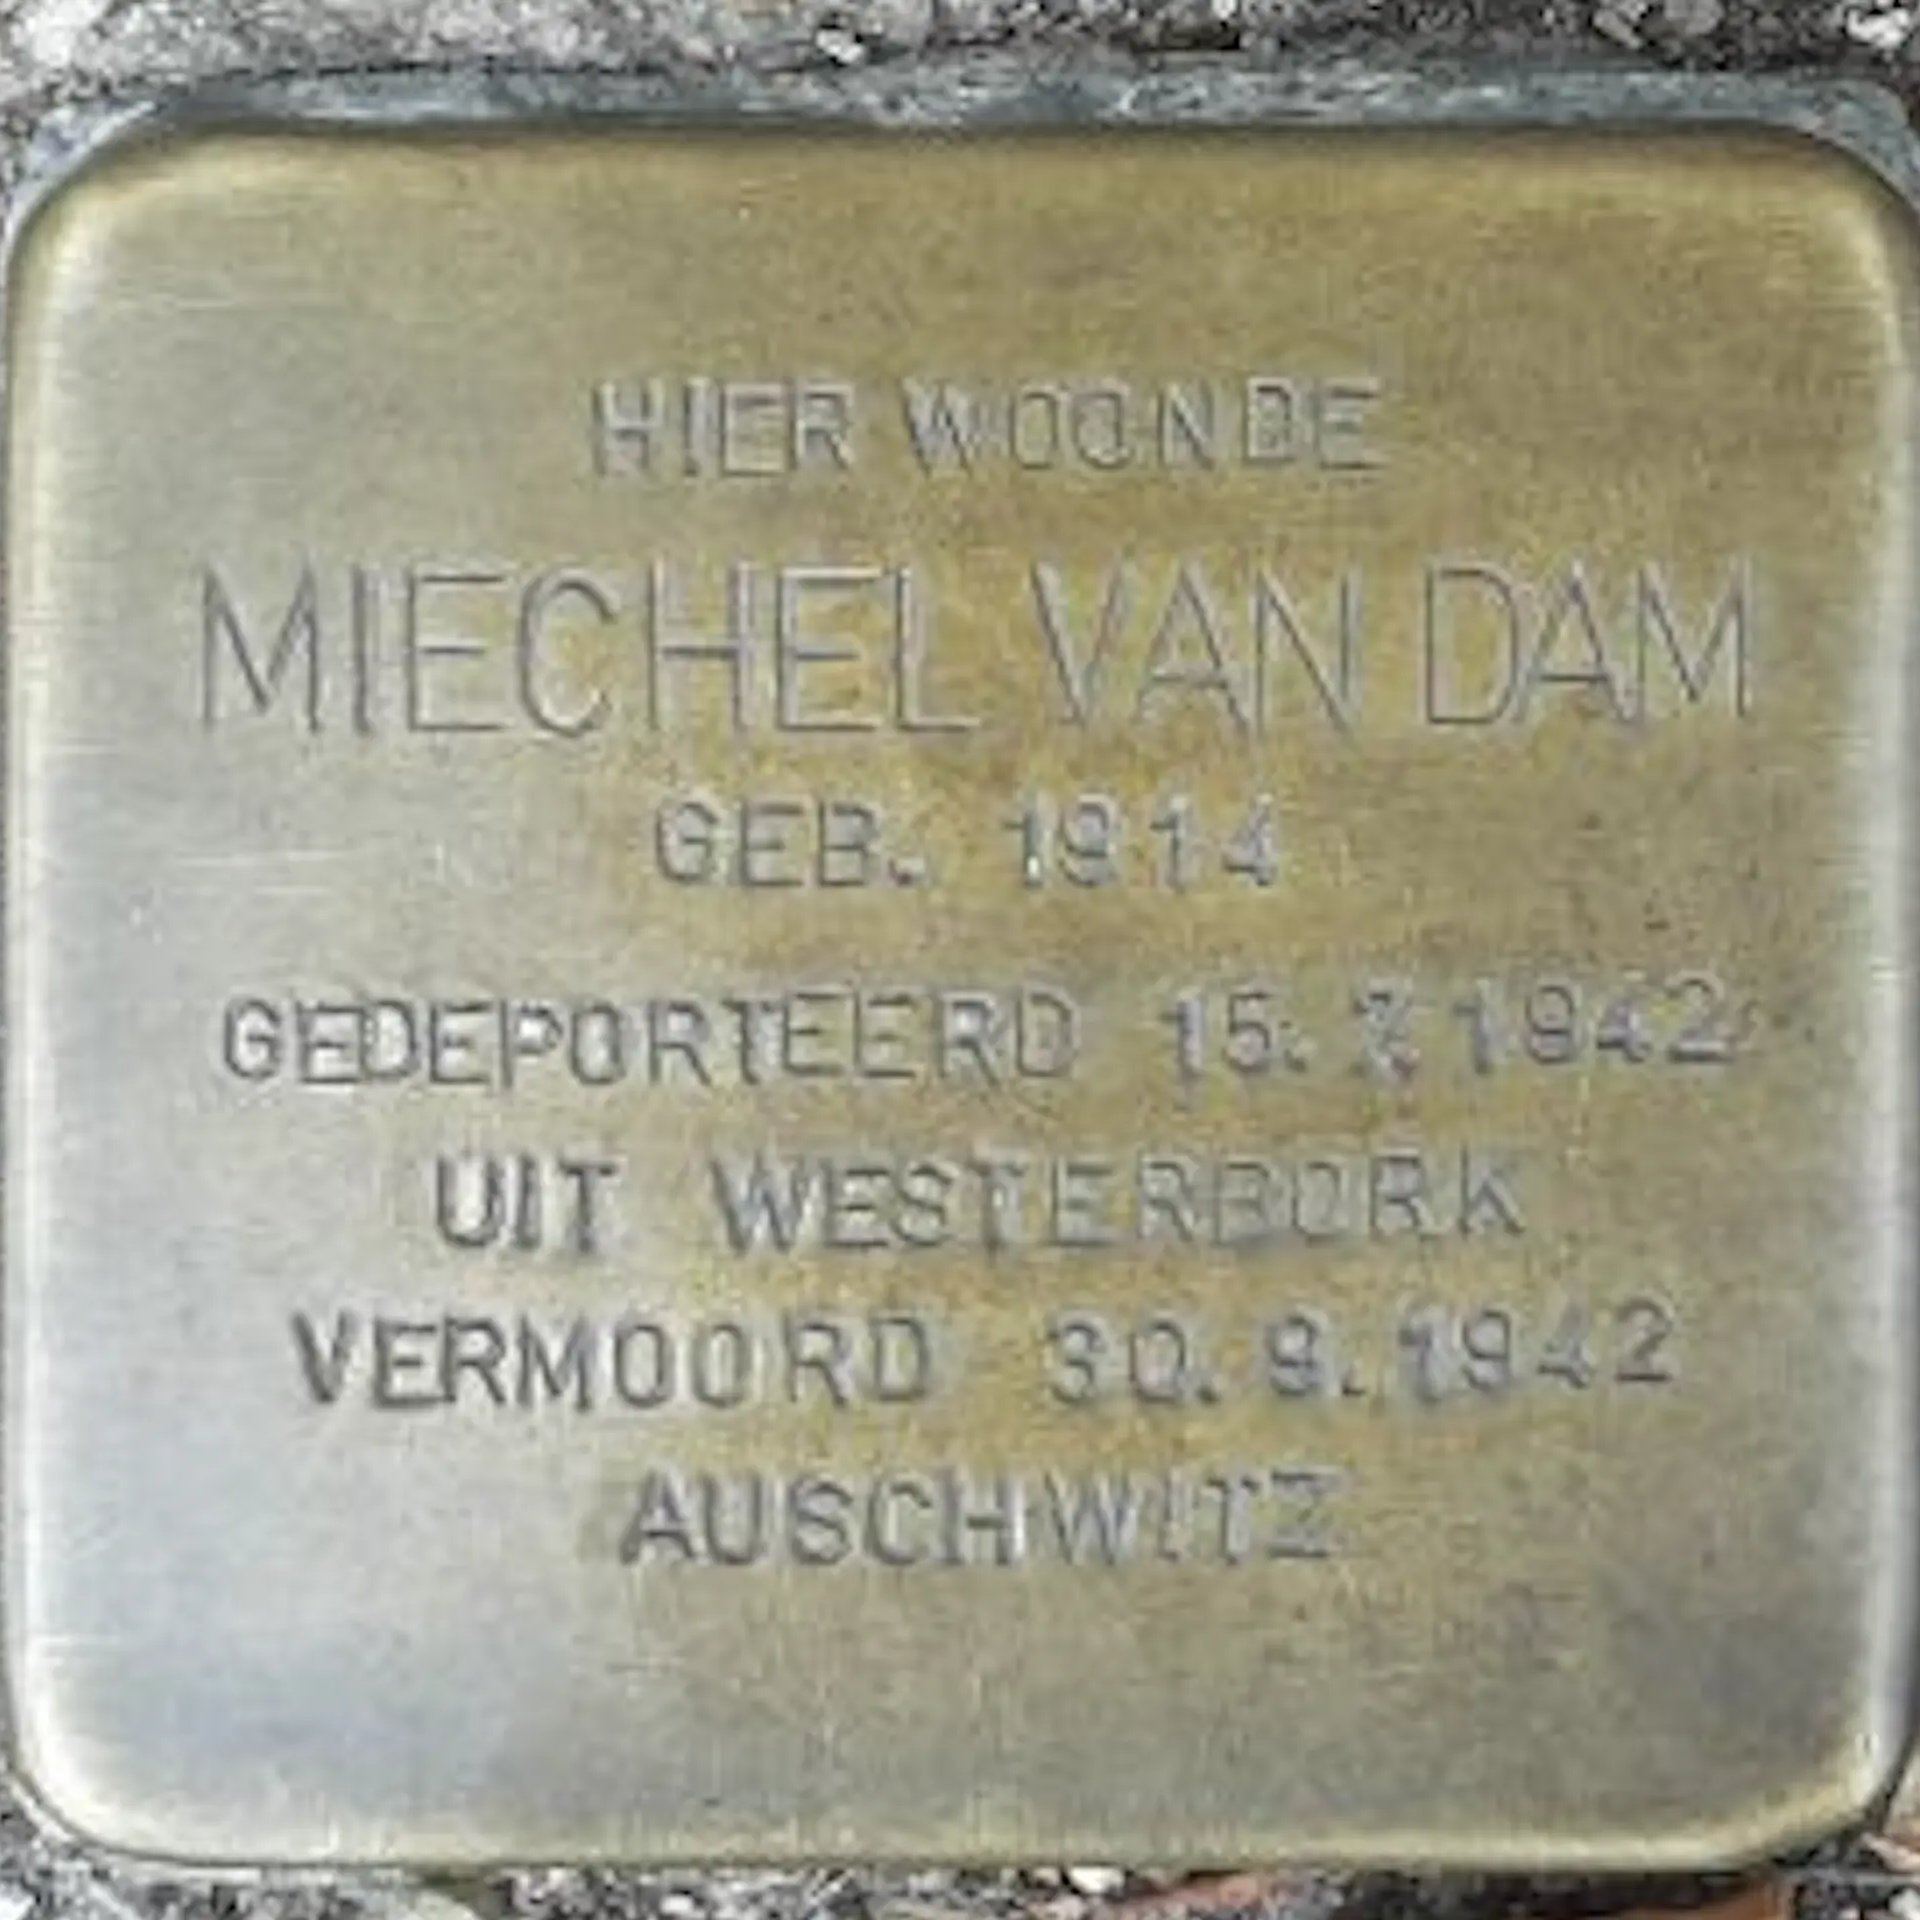 HIER WOONDE
MIECHEL VAN DAM
GEB. 1914
GEDEPORTEERD 15.7.1942
UIT WESTERBORK
VERMOORD 30.9.1942
AUSCHWITZ